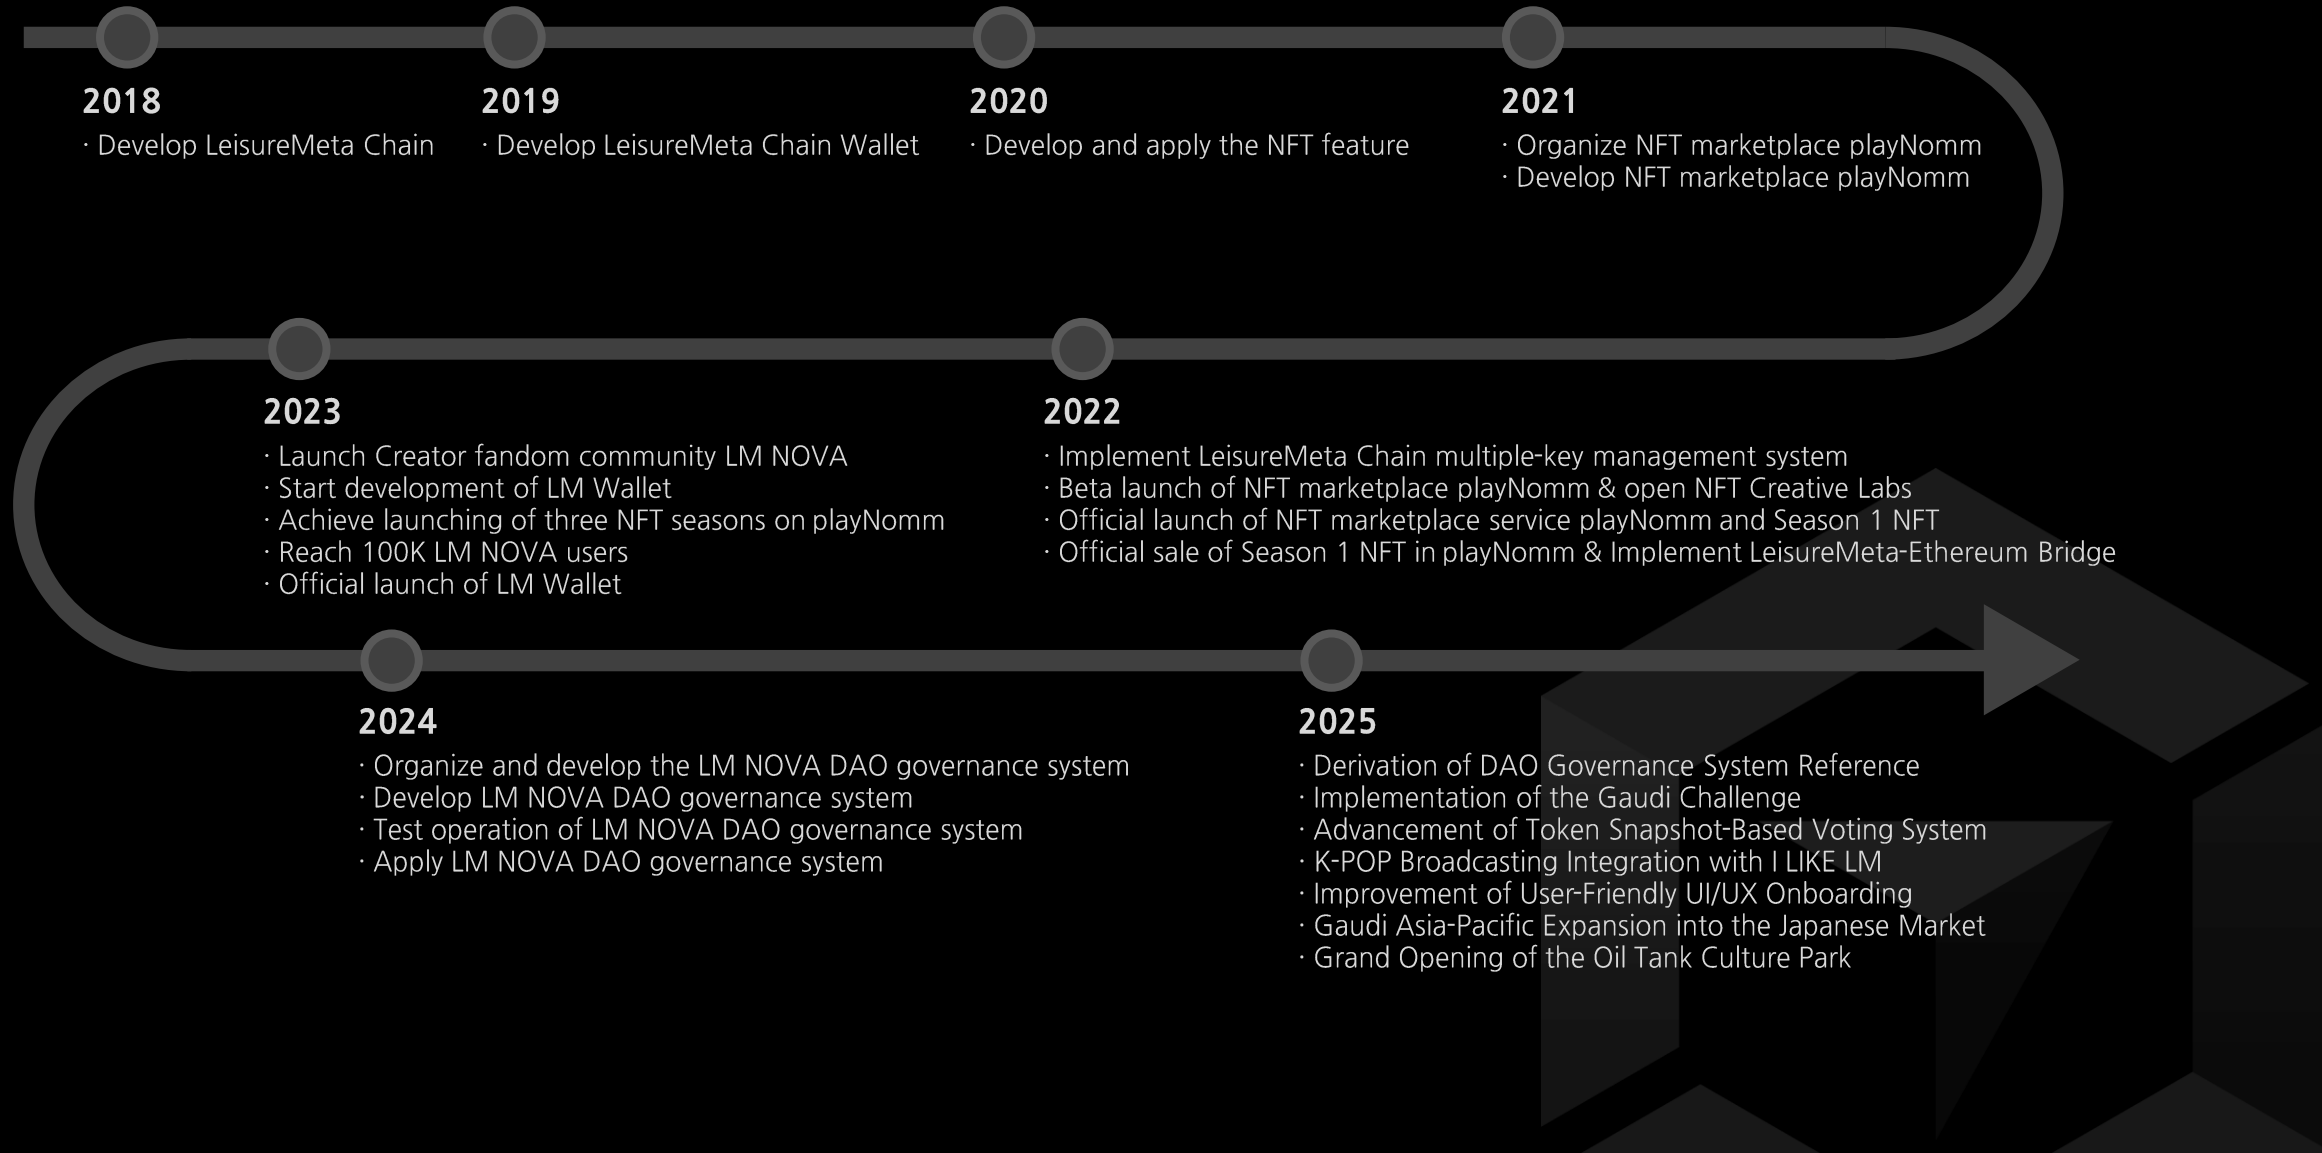 2018
· Develop LeisureMeta Chain
2019
· Develop LeisureMeta Chain Wallet
2020
· Develop and apply the NFT feature
2021
· Organize NFT marketplace playNomm
· Develop NFT marketplace playNomm
2022
· Implement LeisureMeta Chain multiple-key management system
· Beta launch of NFT marketplace playNomm & open NFT Creative Labs
· Official launch of NFT marketplace service playNomm and Season 1 NFT
· Official sale of Season 1 NFT in playNomm & Implement LeisureMeta-Ethereum Bridge
2023
· Launch Creator fandom community LM NOVA
· Start development of LM Wallet
· Achieve launching of three NFT seasons on playNomm
· Reach 100K LM NOVA users
· Official launch of LM Wallet
2024
· Organize and develop the LM NOVA DAO governance system
· Develop LM NOVA DAO governance system
· Test operation of LM NOVA DAO governance system
· Apply LM NOVA DAO governance system
2025
· Derivation of DAO Governance System Reference
· Implementation of the Gaudi Challenge
· Advancement of Token Snapshot-Based Voting System
· K-POP Broadcasting Integration with I LIKE LM
· Improvement of User-Friendly UI/UX Onboarding
· Gaudi Asia-Pacific Expansion into the Japanese Market
· Grand Opening of the Oil Tank Culture Park